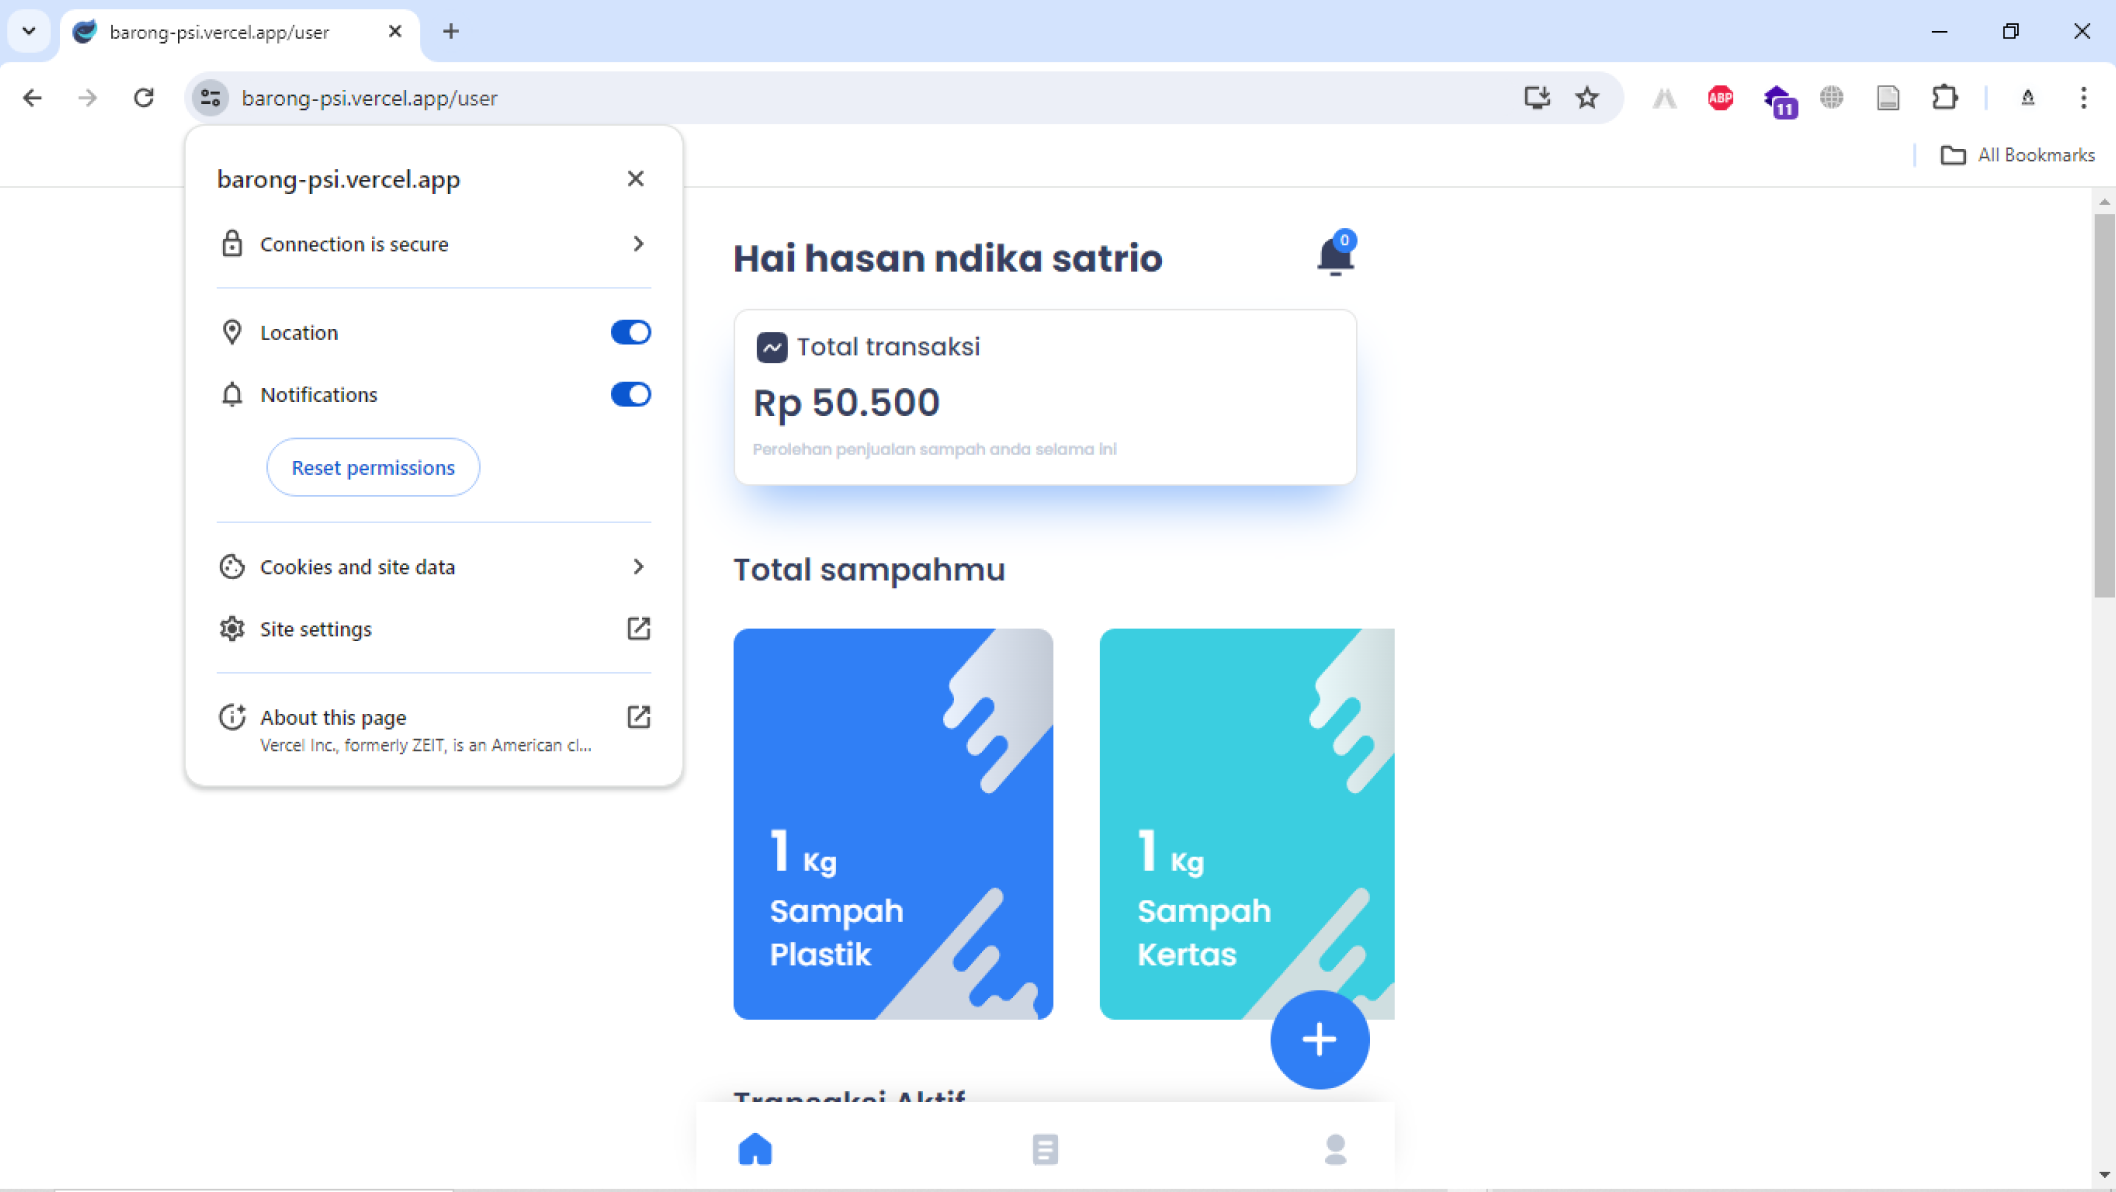 barong-psi.vercel.app/user
barong-psi.vercel.app/user
ABP
11
All Bookmarks
barong-psi.vercel.app
Connection is secure
Location
Notifications
Reset permissions
Cookies and site data
Site settings
About this page
Vercel Inc., formerly ZEIT, is an American cl...
Hai hasan ndika satrio
0
Total transaksi
Rp 50.500
Perolehan penjualan sampah anda selama ini
Total sampahmu
1 Kg
Sampah
Plastik
1 Kg
Sampah
Kertas
Transaksi Aktif